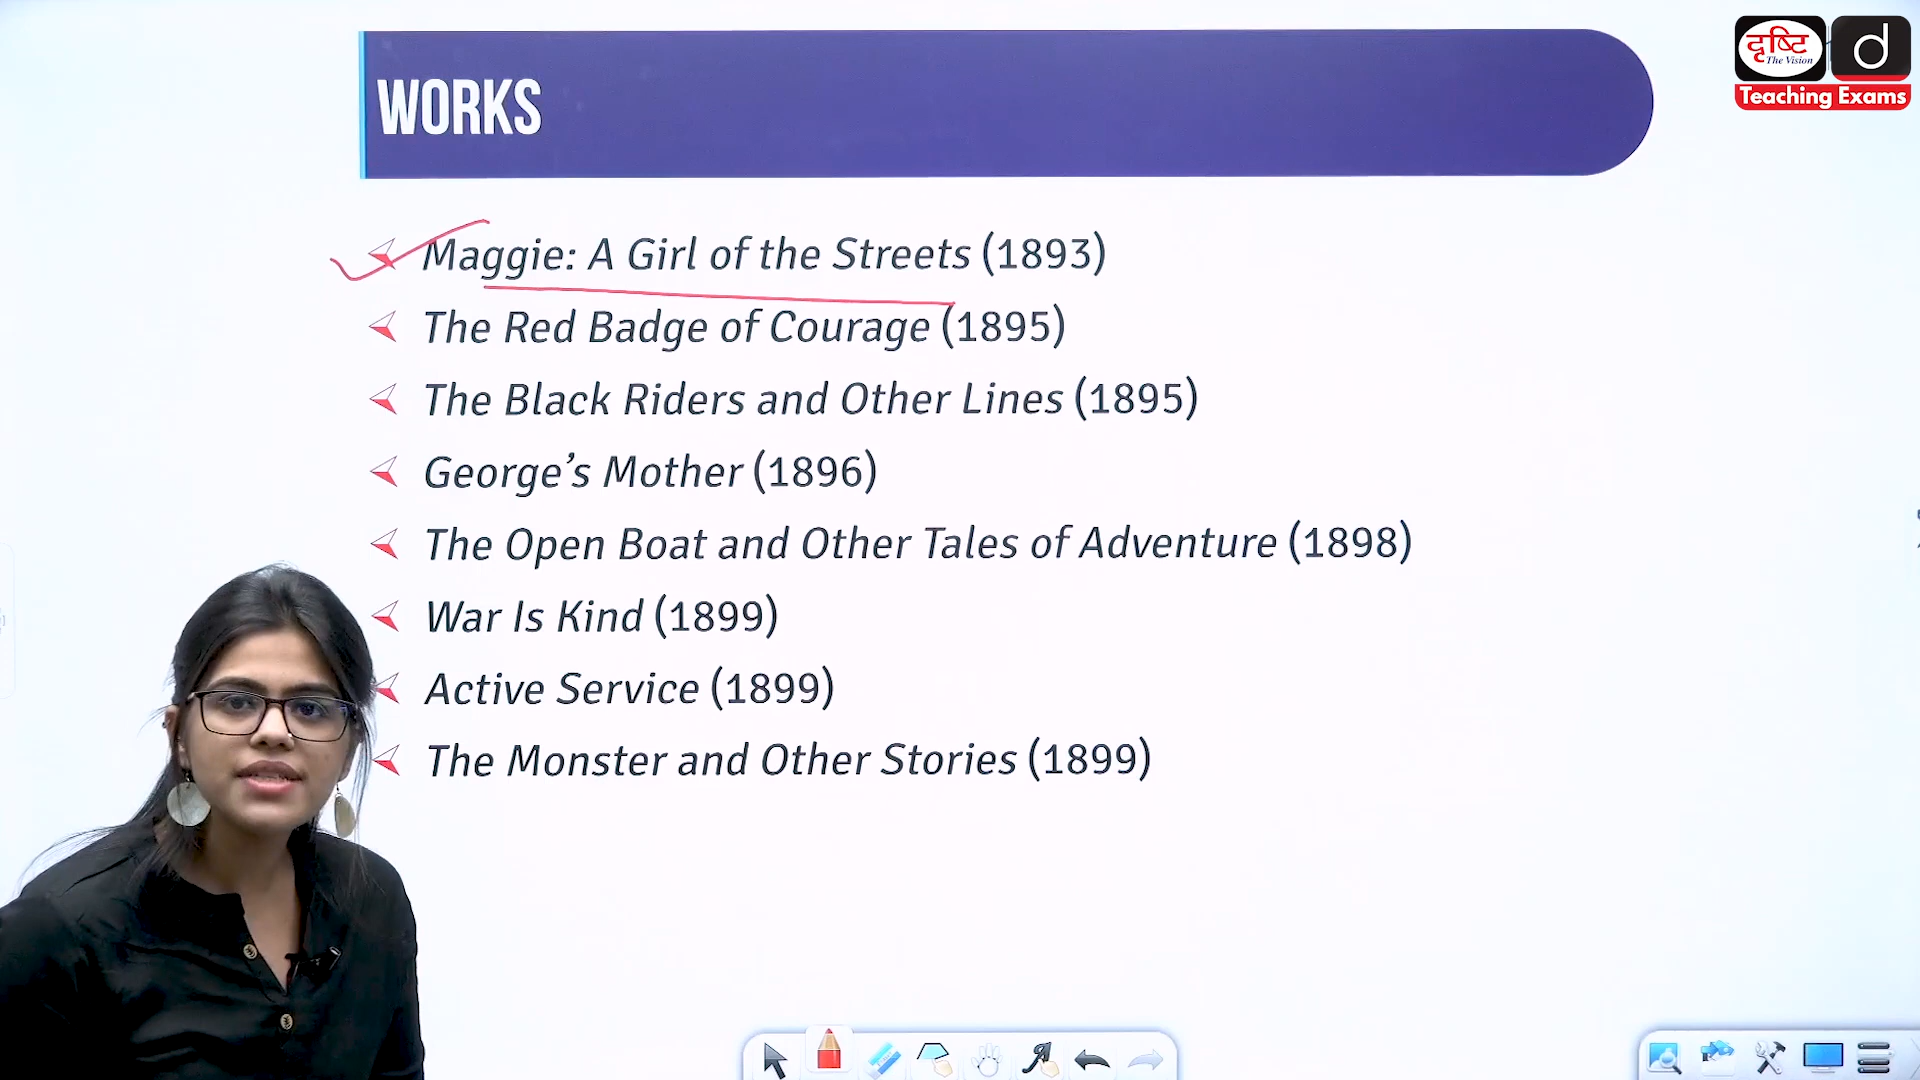 WORKS
दृष्टि
The Vision
d
Teaching Exams
Maggie: A Girl of the Streets (1893)
The Red Badge of Courage (1895)
The Black Riders and Other Lines (1895)
George's Mother (1896)
The Open Boat and Other Tales of Adventure (1898)
War Is Kind (1899)
Active Service (1899)
The Monster and Other Stories (1899)